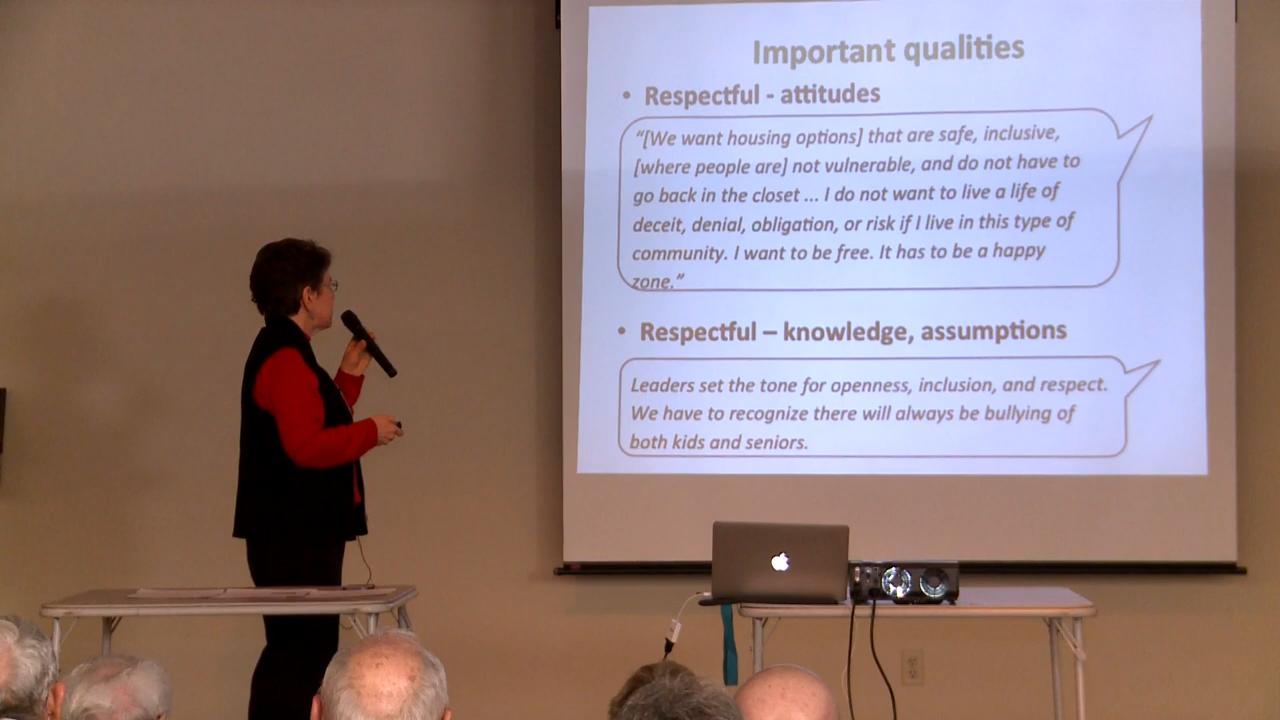 Important qualities
• Respectful - attitudes
“[We want housing options] that are safe, inclusive,
[where people are] not vulnerable, and do not have to
go back in the closet ... I do not want to live a life of
deceit, denial, obligation, or risk if I live in this type of
community. I want to be free. It has to be a happy
zone.”
• Respectful – knowledge, assumptions
Leaders set the tone for openness, inclusion, and respect.
We have to recognize there will always be bullying of
both kids and seniors.